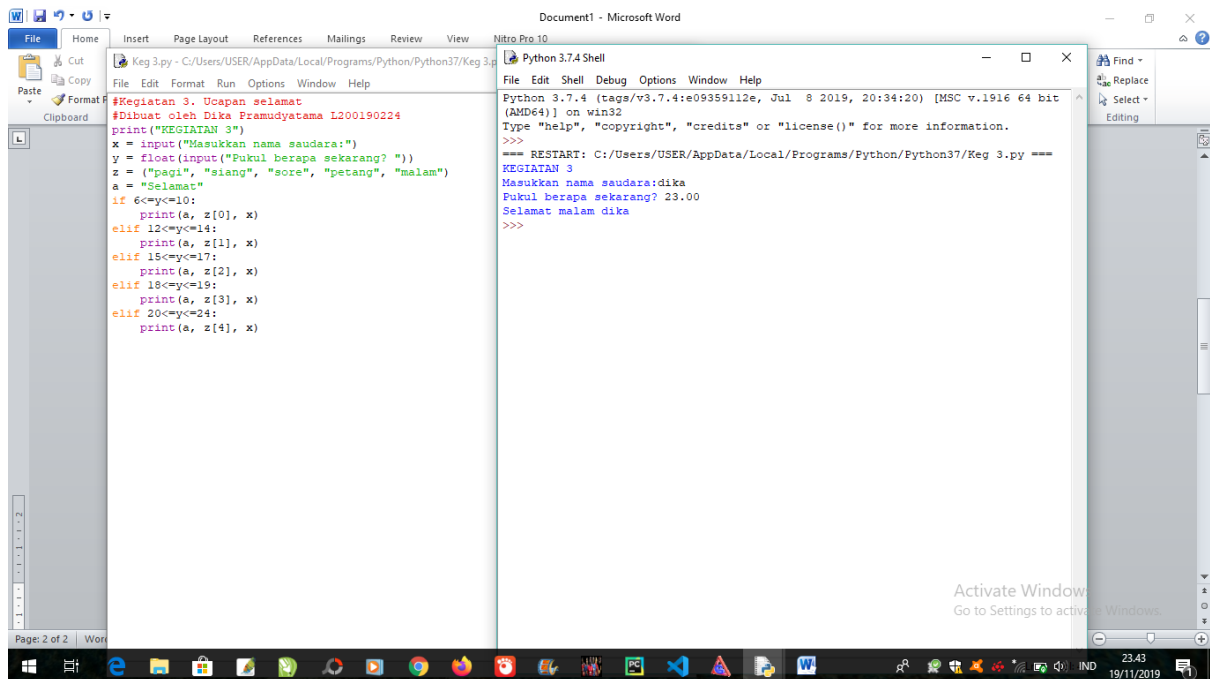 Document1 - Microsoft Word
File Home Insert Page Layout References Mailings Review View Nitro Pro 10
Cut
Copy
Paste
Format P
Clipboard
Find
Replace
Select
Editing
Keg 3.py - C:/Users/USER/AppData/Local/Programs/Python/Python37/Keg 3.p
File Edit Format Run Options Window Help
#Kegiatan 3. Ucapan selamat
#Dibuat oleh Dika Pramudyatama L200190224
print("KEGIATAN 3")
x = input("Masukkan nama saudara:")
y = float(input("Pukul berapa sekarang? "))
z = ("pagi", "siang", "sore", "petang", "malam")
a = "Selamat"
if 6<=y<=10:
    print(a, z[0], x)
elif 12<=y<=14:
    print(a, z[1], x)
elif 15<=y<=17:
    print(a, z[2], x)
elif 18<=y<=19:
    print(a, z[3], x)
elif 20<=y<=24:
    print(a, z[4], x)
Python 3.7.4 Shell
File Edit Shell Debug Options Window Help
Python 3.7.4 (tags/v3.7.4:e09359112e, Jul  8 2019, 20:34:20) [MSC v.1916 64 bit
(AMD64)] on win32
Type "help", "copyright", "credits" or "license()" for more information.
>>>
=== RESTART: C:/Users/USER/AppData/Local/Programs/Python/Python37/Keg 3.py ===
KEGIATAN 3
Masukkan nama saudara:dika
Pukul berapa sekarang? 23.00
Selamat malam dika
>>>
Activate Windows
Go to Settings to activate Windows.
Page: 2 of 2 Wor
IND
23.43
19/11/2019